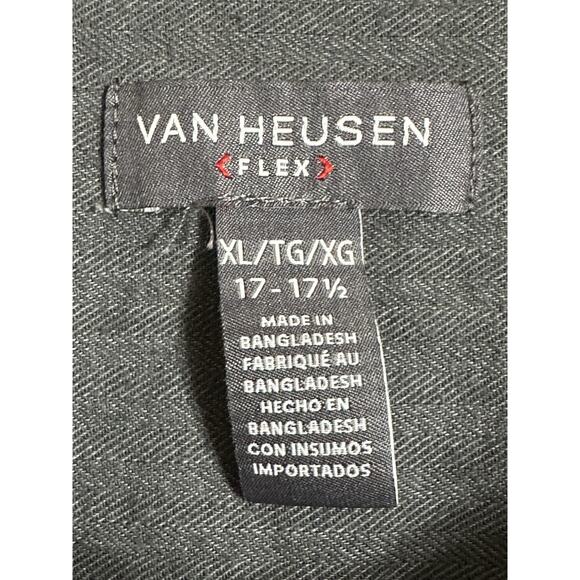 VAN HEUSEN
<FLEX>
XL/TG/XG
17-17½
MADE IN
BANGLADESH
FABRIQUÉ AU
BANGLADESH
HECHO EN
BANGLADESH
CON INSUMOS
IMPORTADOS